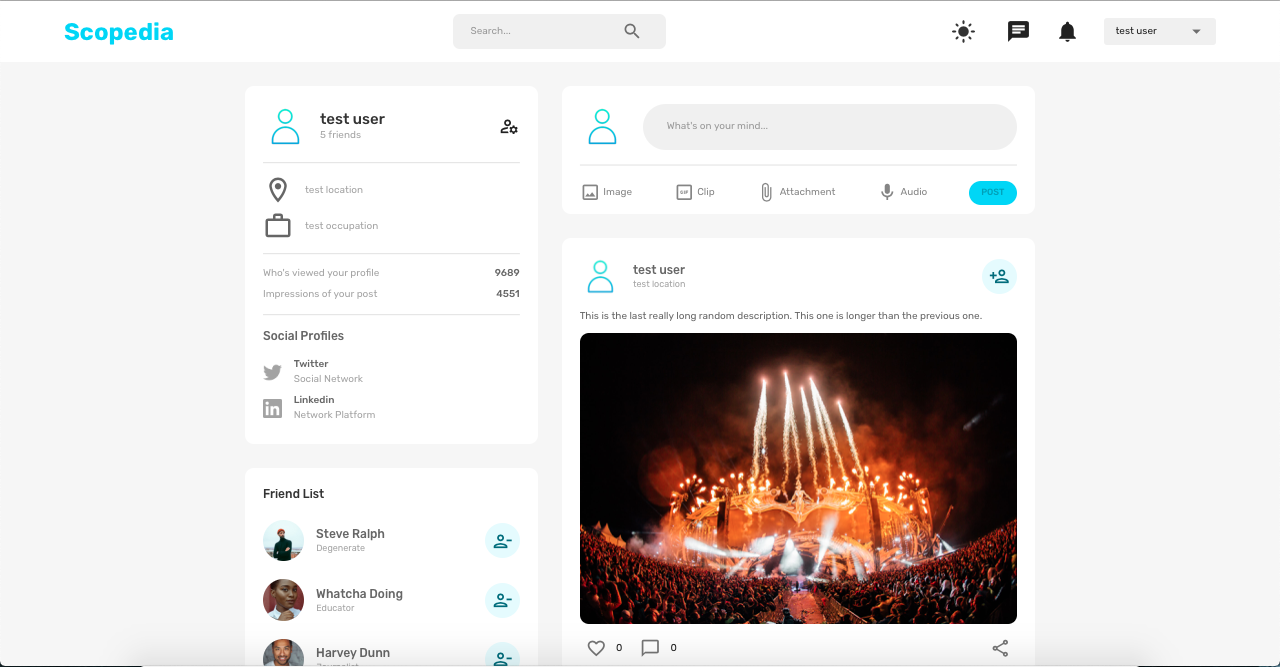 Scopedia
Search...
test user
test user
5 friends
test location
test occupation
Who's viewed your profile 9689
Impressions of your post 4551
Social Profiles
Twitter
Social Network
Linkedin
Network Platform
Friend List
Steve Ralph
Degenerate
Whatcha Doing
Educator
Harvey Dunn
What's on your mind...
Image GIF Clip Attachment Audio POST
test user
test location
This is the last really long random description. This one is longer than the previous one.
0 0